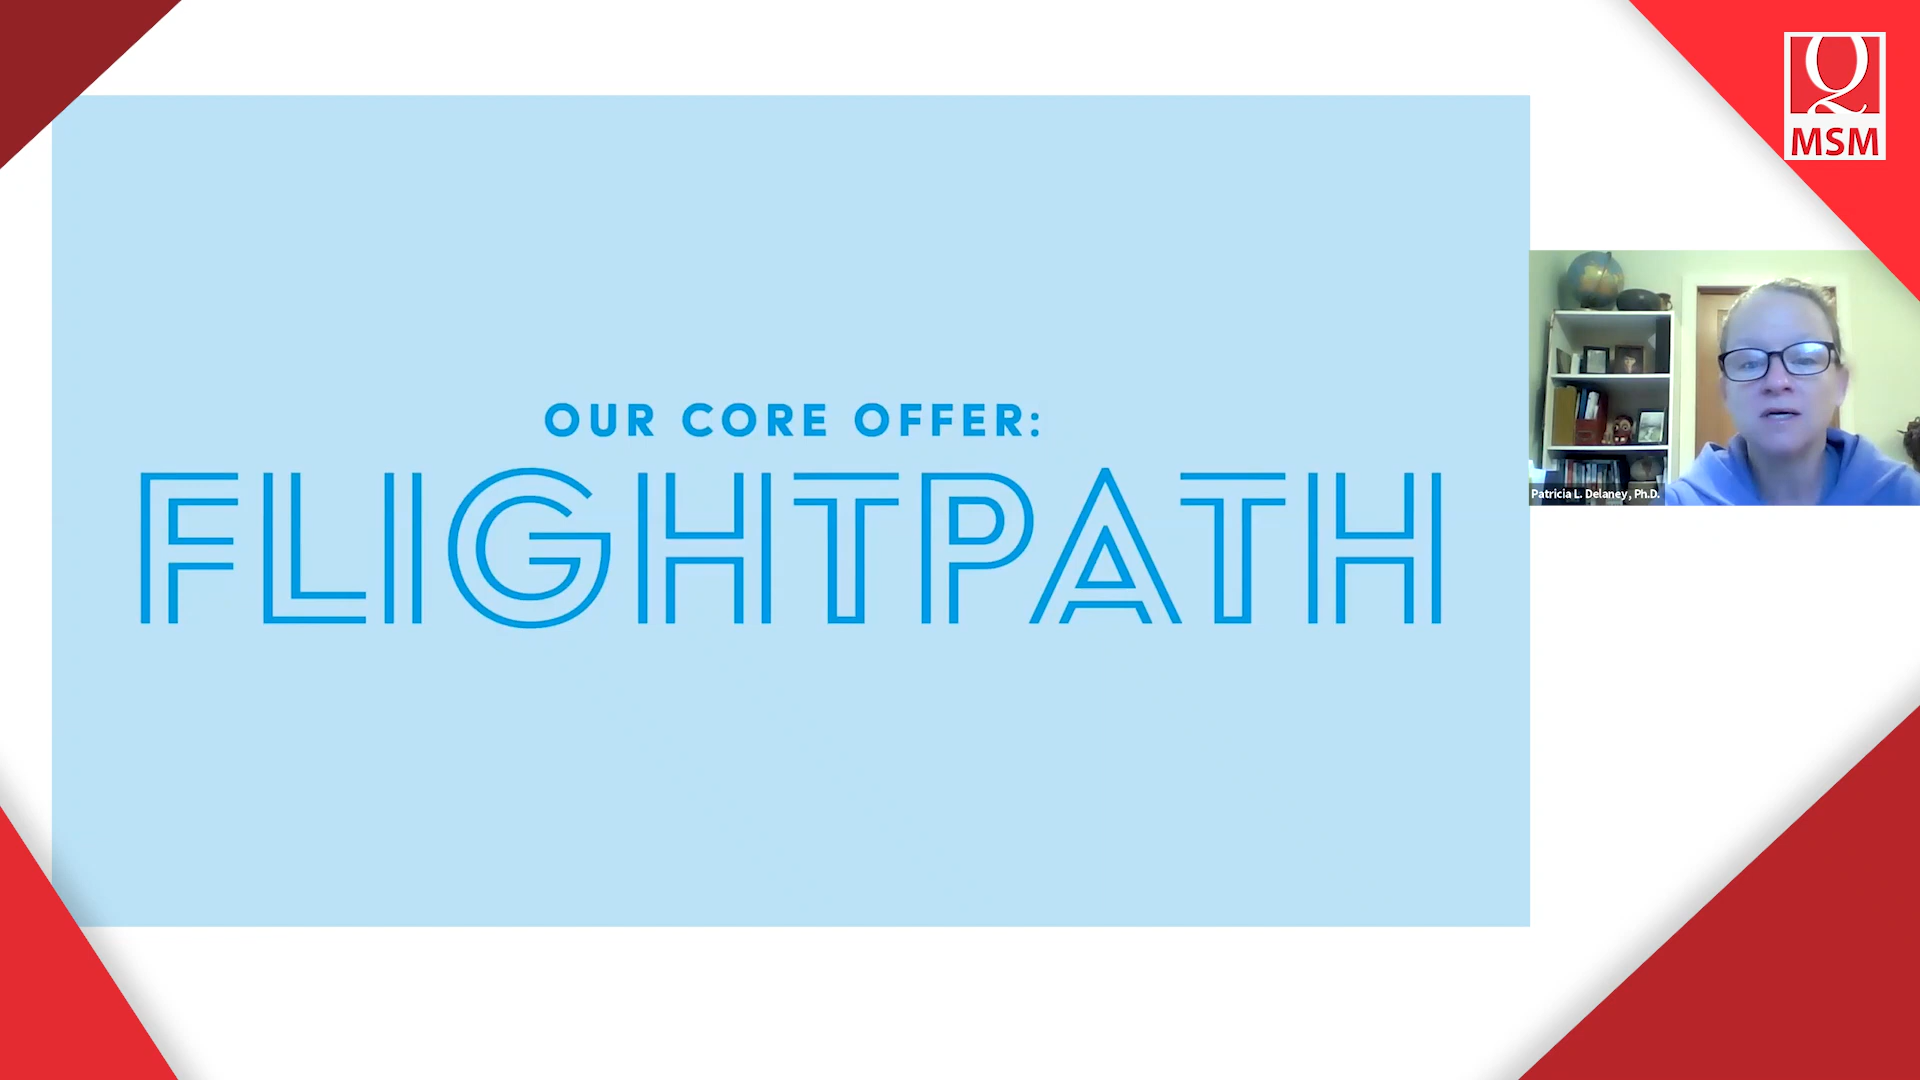 OUR CORE OFFER:
FLIGHTPATH
Q
MSM
Patricia L. Delaney, Ph.D.